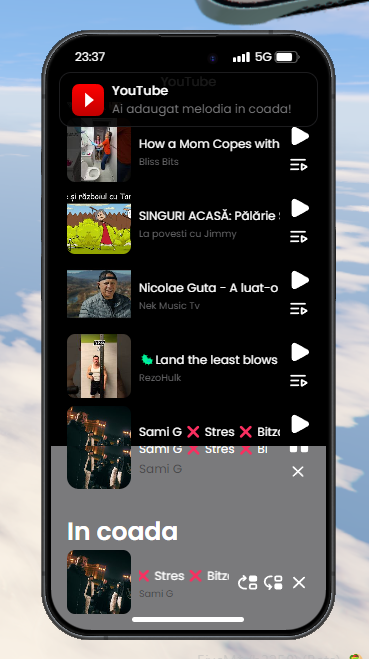 23:37
5G
YouTube
YouTube
Ai adaugat melodia in coada!
How a Mom Copes with
Bliss Bits
e și războiul cu Tar
SINGURI ACASĂ: Pălărie
La povesti cu Jimmy
Nicolae Guta - A luat-o
Nek Music Tv
Land the least blows
RezoHulk
Sami G ❌ Stres ❌ Bitz
Sami G ❌ Stres ❌ Bi
Sami G
In coada
❌ Stres ❌ Bitz
Sami G